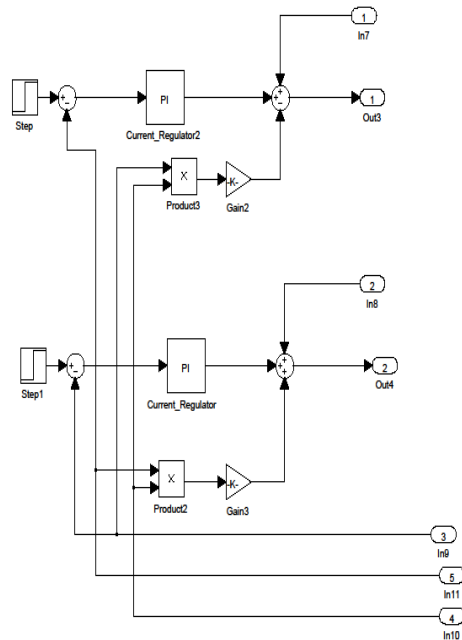 1
In7
+
-
PI
+
+
-
1
Step
Current_Regulator2
Out3
X
-K-
Product3
Gain2
2
In8
+
-
PI
+
+
+
2
Step1
Current_Regulator
Out4
X
-K-
Product2
Gain3
3
In9
5
In11
4
In10